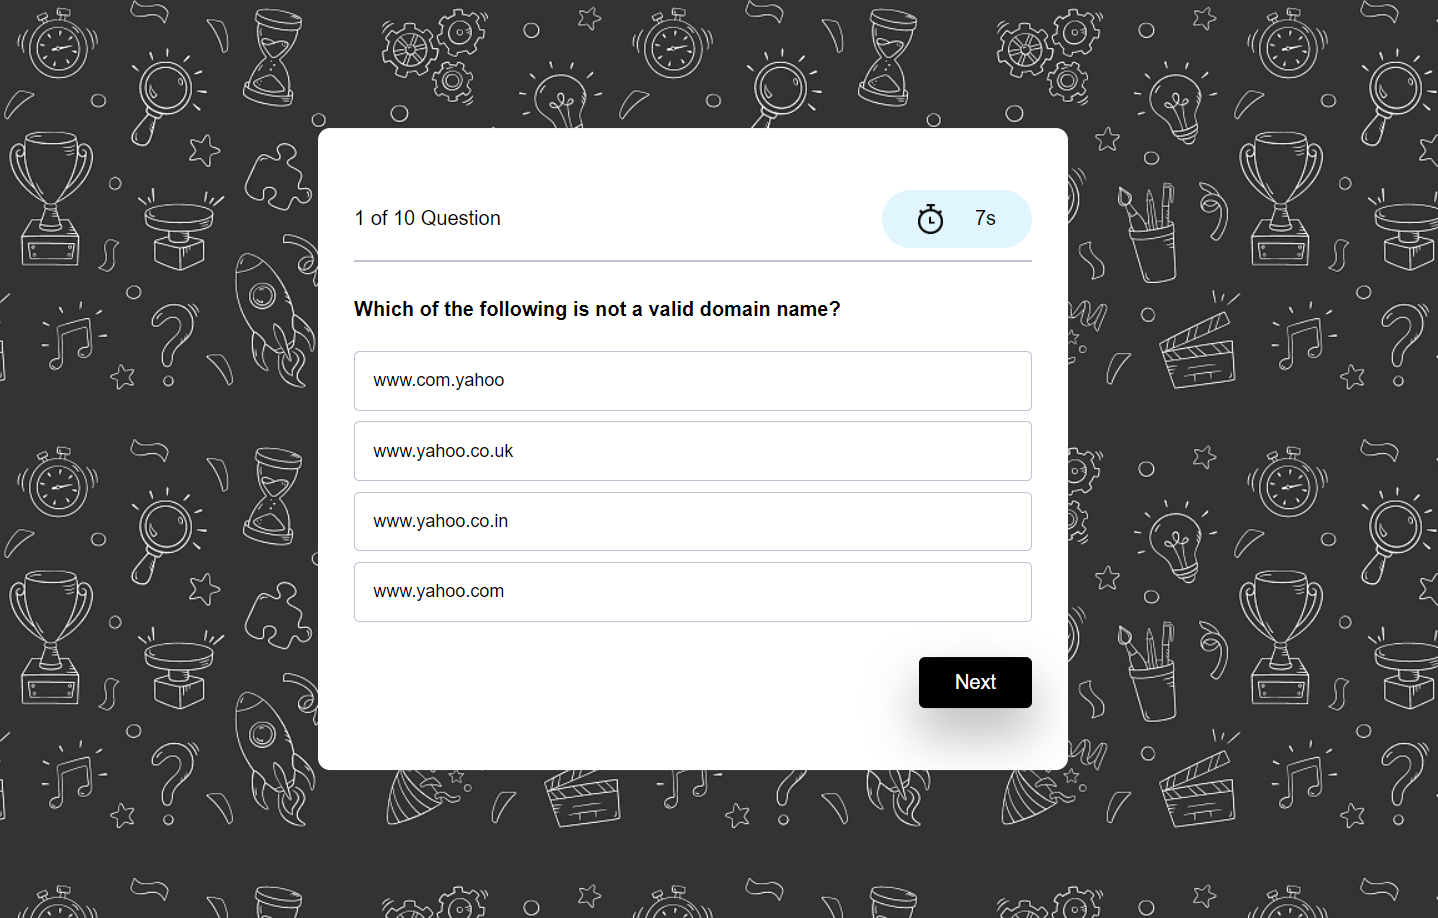 1 of 10 Question
7s
Which of the following is not a valid domain name?
www.com.yahoo
www.yahoo.co.uk
www.yahoo.co.in
www.yahoo.com
Next